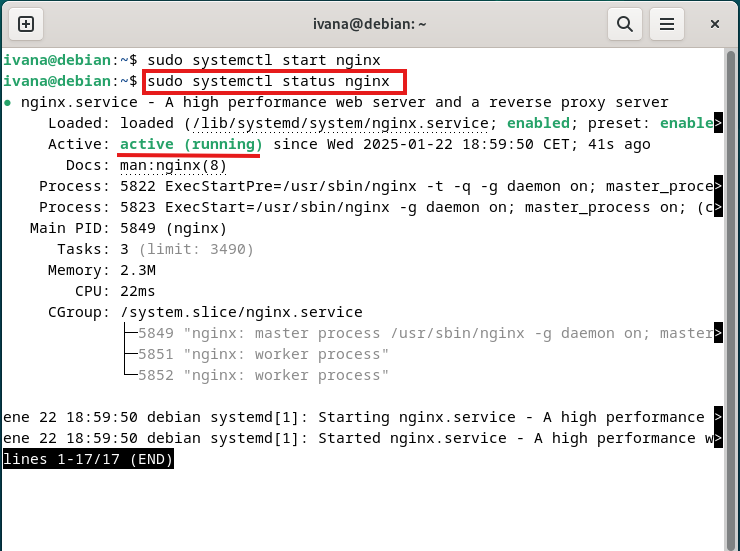 ivana@debian: ~
ivana@debian:~$ sudo systemctl start nginx
ivana@debian:~$ sudo systemctl status nginx
● nginx.service - A high performance web server and a reverse proxy server
     Loaded: loaded (/lib/systemd/system/nginx.service; enabled; preset: enable>
     Active: active (running) since Wed 2025-01-22 18:59:50 CET; 41s ago
       Docs: man:nginx(8)
    Process: 5822 ExecStartPre=/usr/sbin/nginx -t -q -g daemon on; master_proce>
    Process: 5823 ExecStart=/usr/sbin/nginx -g daemon on; master_process on; (c>
   Main PID: 5849 (nginx)
      Tasks: 3 (limit: 3490)
     Memory: 2.3M
        CPU: 22ms
     CGroup: /system.slice/nginx.service
             ├─5849 "nginx: master process /usr/sbin/nginx -g daemon on; master>
             ├─5851 "nginx: worker process"
             └─5852 "nginx: worker process"
ene 22 18:59:50 debian systemd[1]: Starting nginx.service - A high performance >
ene 22 18:59:50 debian systemd[1]: Started nginx.service - A high performance w>
lines 1-17/17 (END)